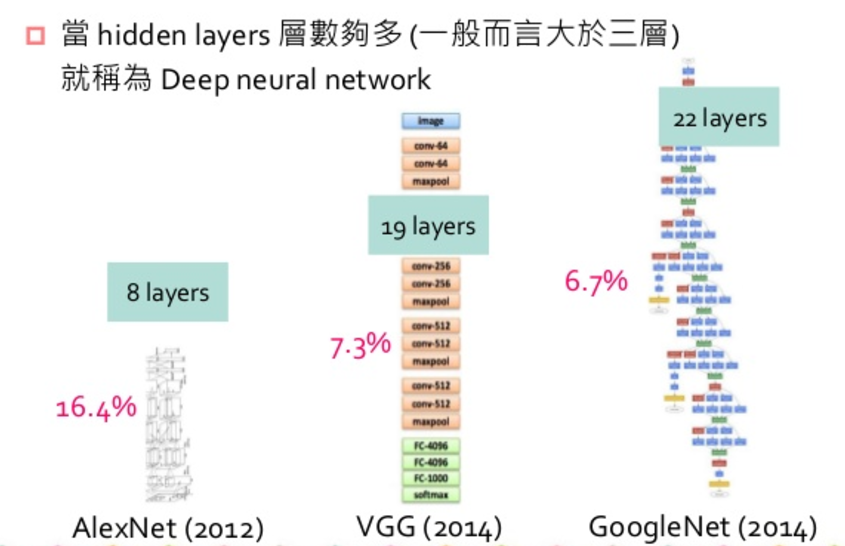 當 hidden layers 層數夠多 (一般而言大於三層)
就稱為 Deep neural network
image
conv-64
conv-64
maxpool
19 layers
conv-256
conv-256
maxpool
conv-512
conv-512
maxpool
conv-512
conv-512
maxpool
FC-4096
FC-4096
FC-1000
softmax
22 layers
8 layers
16.4%
7.3%
6.7%
AlexNet (2012)
VGG (2014)
GoogleNet (2014)